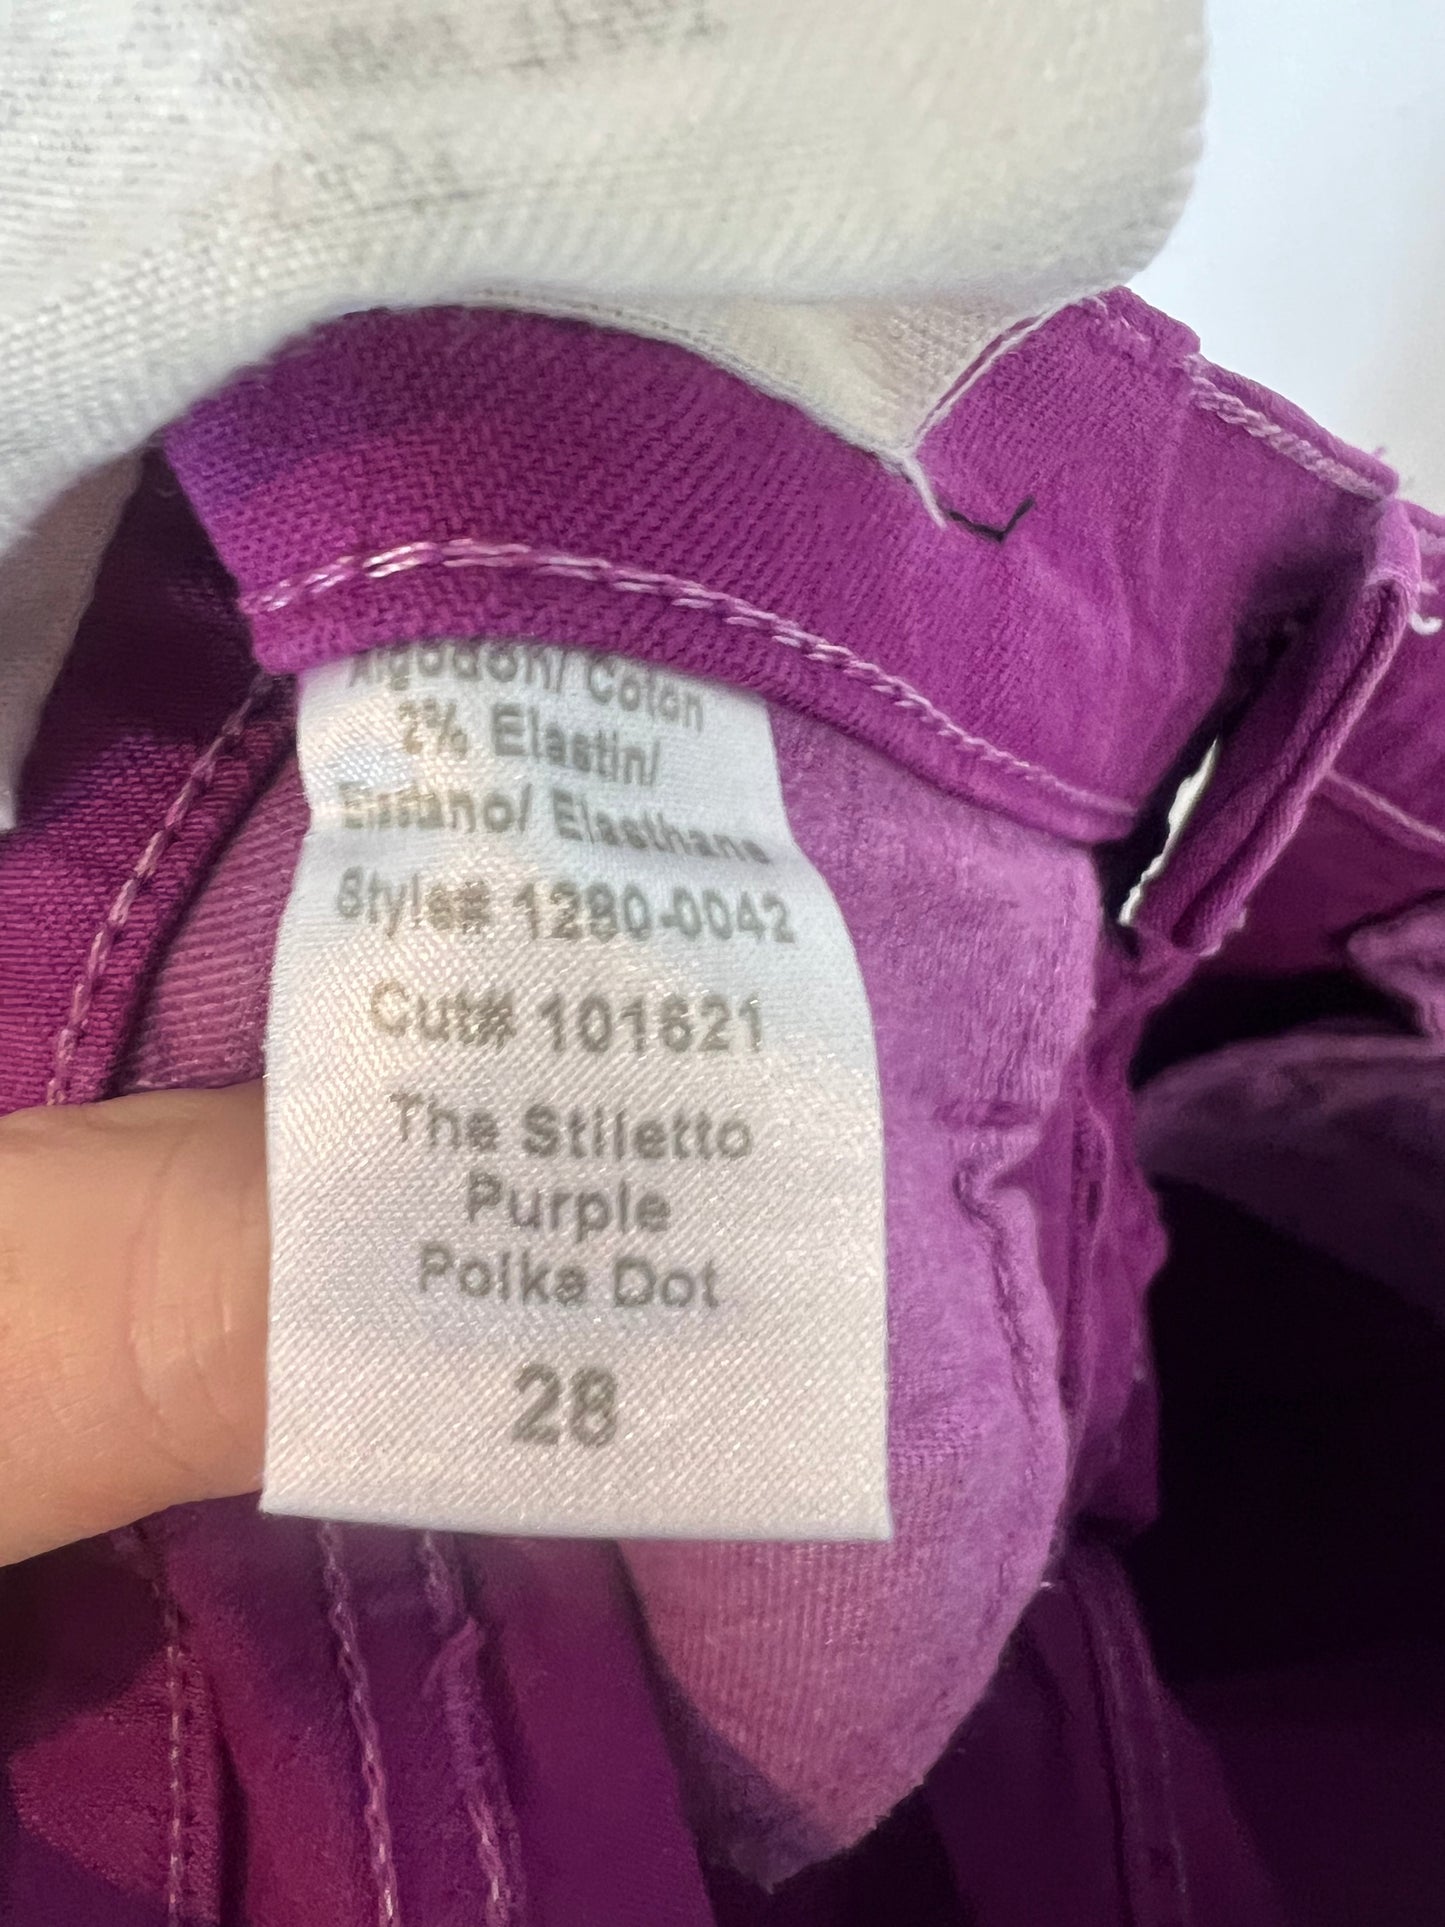 Algodon/ Coton
2% Elastin/
Elastano/ Elasthane
Style# 1280-0042
Cut# 101621
The Stiletto
Purple
Polka Dot
28